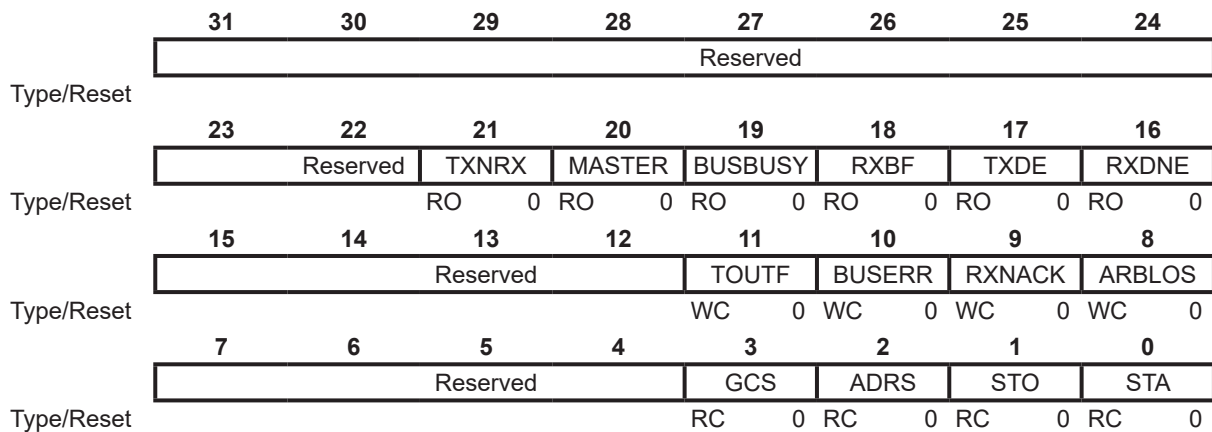 31 30 29 28 27 26 25 24
Reserved
Type/Reset
23 22 21 20 19 18 17 16
Reserved TXNRX MASTER BUSBUSY RXBF TXDE RXDNE
Type/Reset RO 0 RO 0 RO 0 RO 0 RO 0 RO 0
15 14 13 12 11 10 9 8
Reserved TOUTF BUSERR RXNACK ARBLOS
Type/Reset WC 0 WC 0 WC 0 WC 0
7 6 5 4 3 2 1 0
Reserved GCS ADRS STO STA
Type/Reset RC 0 RC 0 RC 0 RC 0